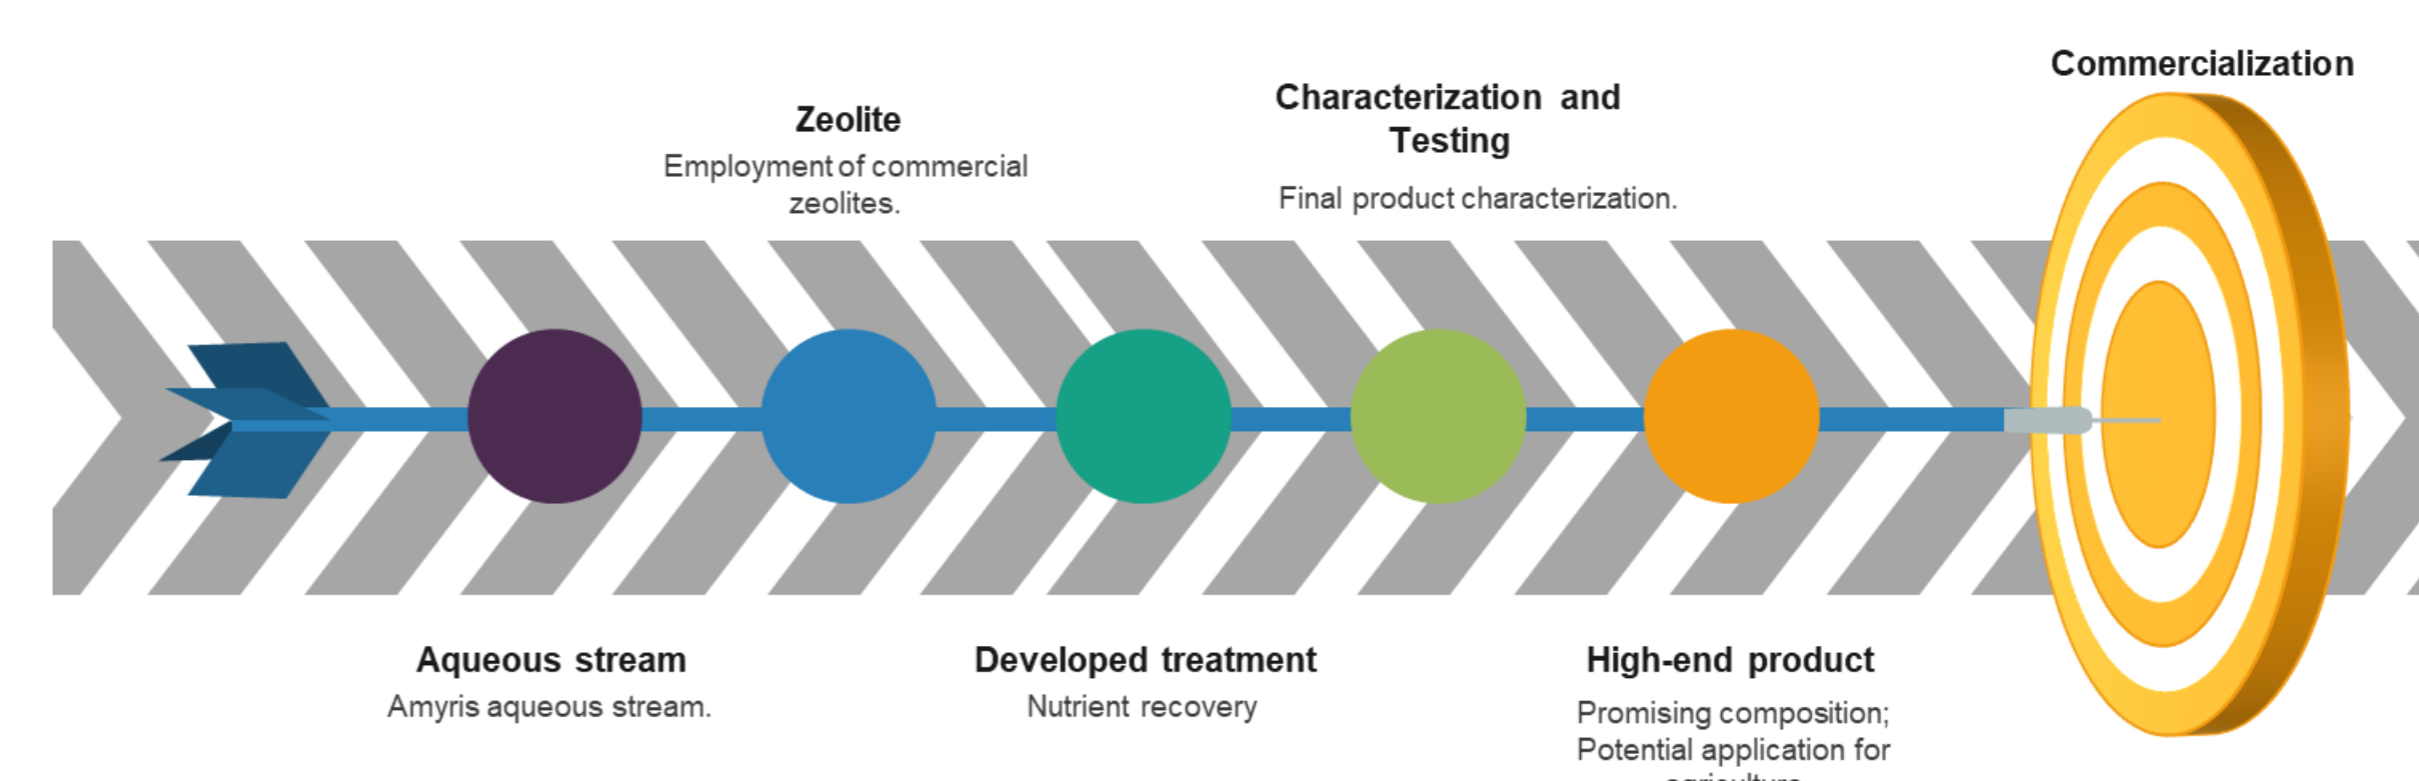 Commercialization
Characterization and
Testing
Final product characterization.
Zeolite
Employment of commercial
zeolites.
Aqueous stream
Amyris aqueous stream.
Developed treatment
Nutrient recovery
High-end product
Promising composition;
Potential application for